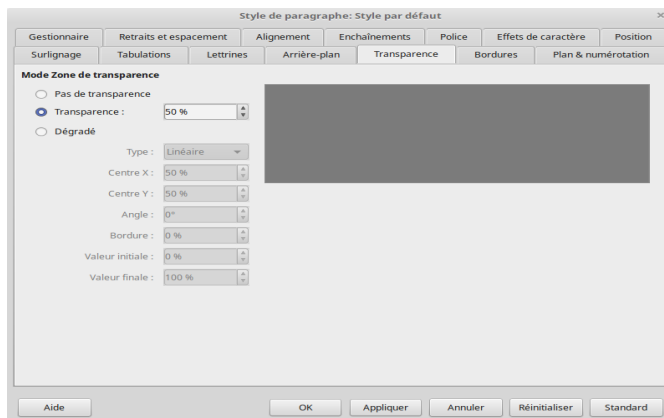 Style de paragraphe: Style par défaut
Gestionnaire Retraits et espacement Alignement Enchaînements Police Effets de caractère Position
Surlignage Tabulations Lettrines Arrière-plan Transparence Bordures Plan & numérotation
Mode Zone de transparence
Pas de transparence
Transparence : 50 %
Dégradé
Type : Linéaire
Centre X : 50 %
Centre Y : 50 %
Angle : 0°
Bordure : 0 %
Valeur initiale : 0 %
Valeur finale : 100 %
Aide OK Appliquer Annuler Réinitialiser Standard